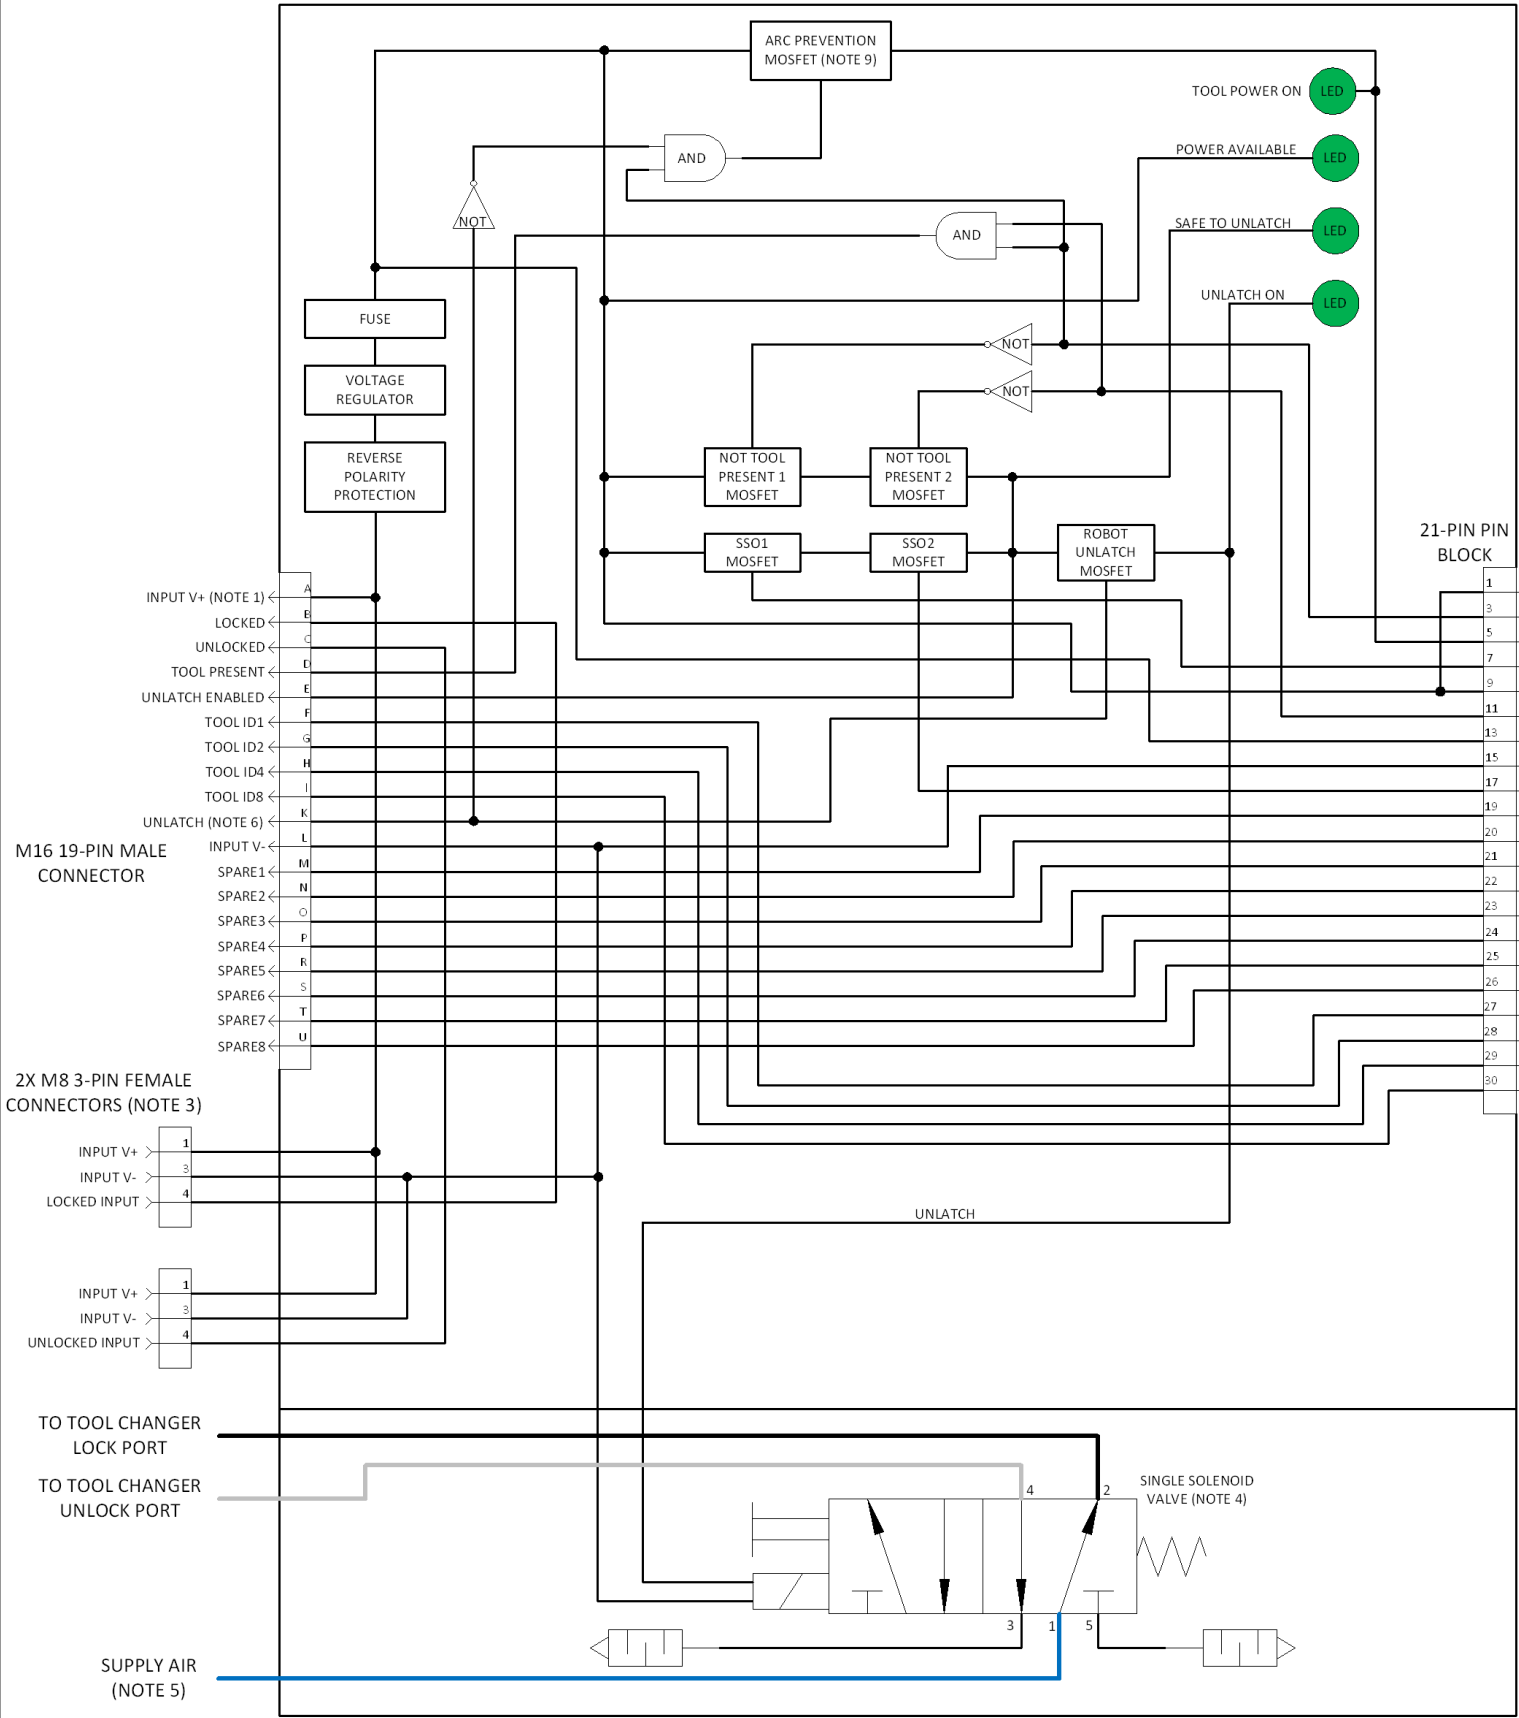 ARC PREVENTION
MOSFET (NOTE 9)
TOOL POWER ON
LED
POWER AVAILABLE
LED
AND
NOT
SAFE TO UNLATCH
LED
AND
UNLATCH ON
LED
FUSE
NOT
VOLTAGE
REGULATOR
NOT
REVERSE
POLARITY
PROTECTION
NOT TOOL
PRESENT 1
MOSFET
NOT TOOL
PRESENT 2
MOSFET
SSO1
MOSFET
SSO2
MOSFET
ROBOT
UNLATCH
MOSFET
21-PIN PIN
BLOCK
INPUT V+ (NOTE 1)
A
LOCKED
B
UNLOCKED
C
TOOL PRESENT
D
UNLATCH ENABLED
E
TOOL ID1
F
TOOL ID2
G
TOOL ID4
H
TOOL ID8
I
UNLATCH (NOTE 6)
K
INPUT V-
L
SPARE1
M
SPARE2
N
SPARE3
O
SPARE4
P
SPARE5
R
SPARE6
S
SPARE7
T
SPARE8
U
M16 19-PIN MALE
CONNECTOR
1
3
5
7
9
11
13
15
17
19
20
21
22
23
24
25
26
27
28
29
30
2X M8 3-PIN FEMALE
CONNECTORS (NOTE 3)
INPUT V+
1
INPUT V-
3
LOCKED INPUT
4
UNLATCH
INPUT V+
1
INPUT V-
3
UNLOCKED INPUT
4
TO TOOL CHANGER
LOCK PORT
TO TOOL CHANGER
UNLOCK PORT
4
2
SINGLE SOLENOID
VALVE (NOTE 4)
3
1
5
SUPPLY AIR
(NOTE 5)